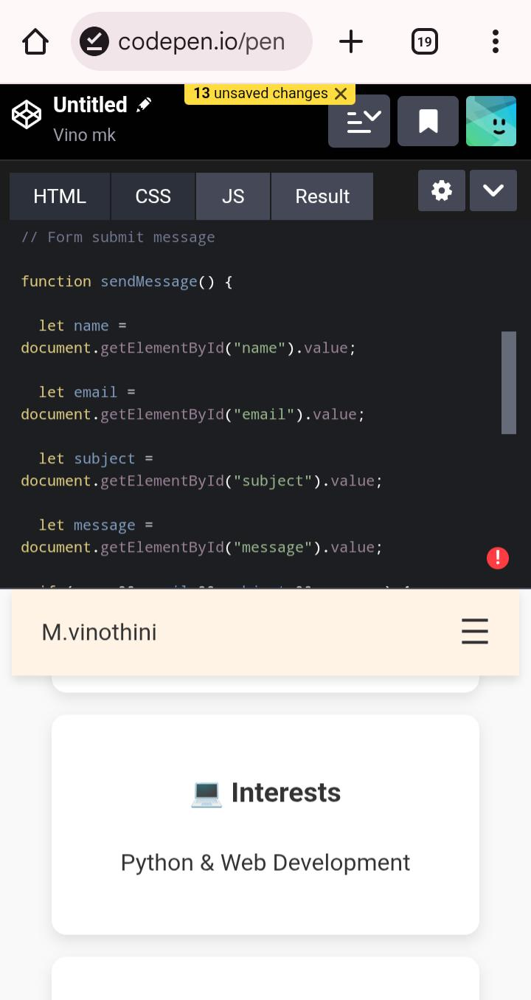 codepen.io/pen
19
13 unsaved changes
Untitled
Vino mk
HTML CSS JS Result
// Form submit message
function sendMessage() {
let name =
document.getElementById("name").value;
let email =
document.getElementById("email").value;
let subject =
document.getElementById("subject").value;
let message =
document.getElementById("message").value;
M.vinothini
💻 Interests
Python & Web Development